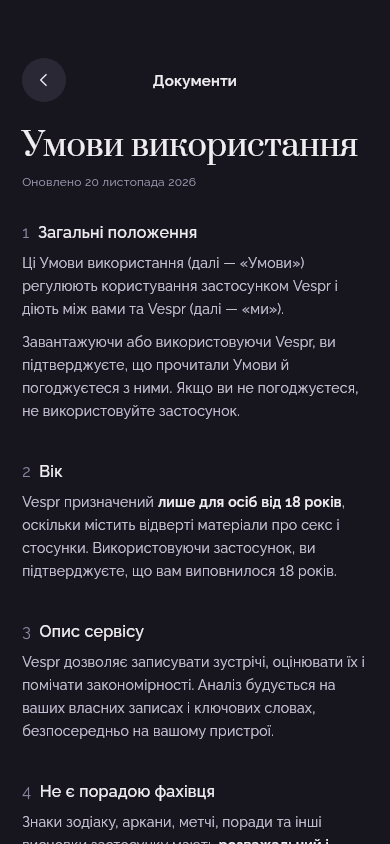 Документи
Умови використання
Оновлено 20 листопада 2026
1 Загальні положення
Ці Умови використання (далі — «Умови»)
регулюють користування застосунком Vespr і
діють між вами та Vespr (далі — «ми»).
Завантажуючи або використовуючи Vespr, ви
підтверджуєте, що прочитали Умови й
погоджуєтеся з ними. Якщо ви не погоджуєтеся,
не використовуйте застосунок.
2 Вік
Vespr призначений лише для осіб від 18 років,
оскільки містить відверті матеріали про секс і
стосунки. Використовуючи застосунок, ви
підтверджуєте, що вам виповнилося 18 років.
3 Опис сервісу
Vespr дозволяє записувати зустрічі, оцінювати їх і
помічати закономірності. Аналіз будується на
ваших власних записах і ключових словах,
безпосередньо на вашому пристрої.
4 Не є порадою фахівця
Знаки зодіаку, аркани, метчі, поради та інші
висновки застосунку мають розважальний і